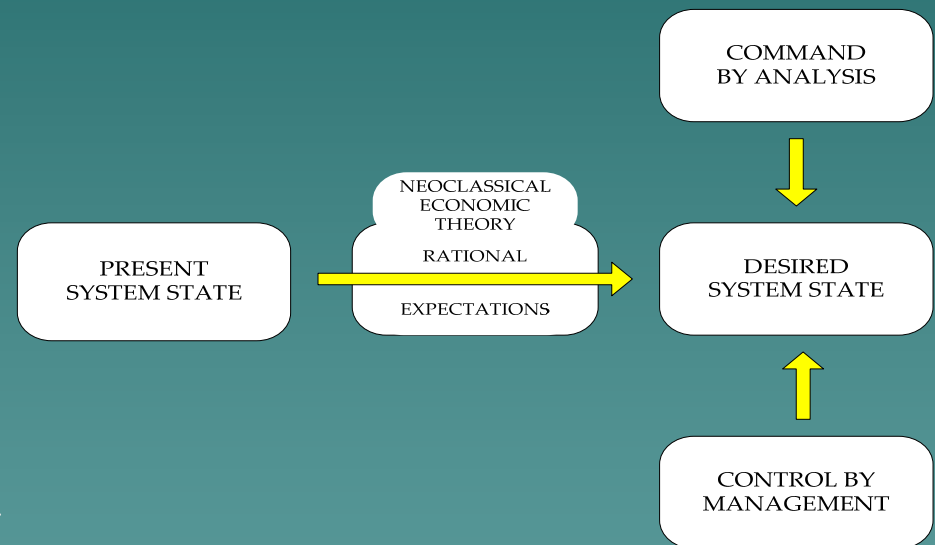 COMMAND
BY ANALYSIS
NEOCLASSICAL
ECONOMIC
THEORY
RATIONAL
EXPECTATIONS
PRESENT
SYSTEM STATE
DESIRED
SYSTEM STATE
CONTROL BY
MANAGEMENT